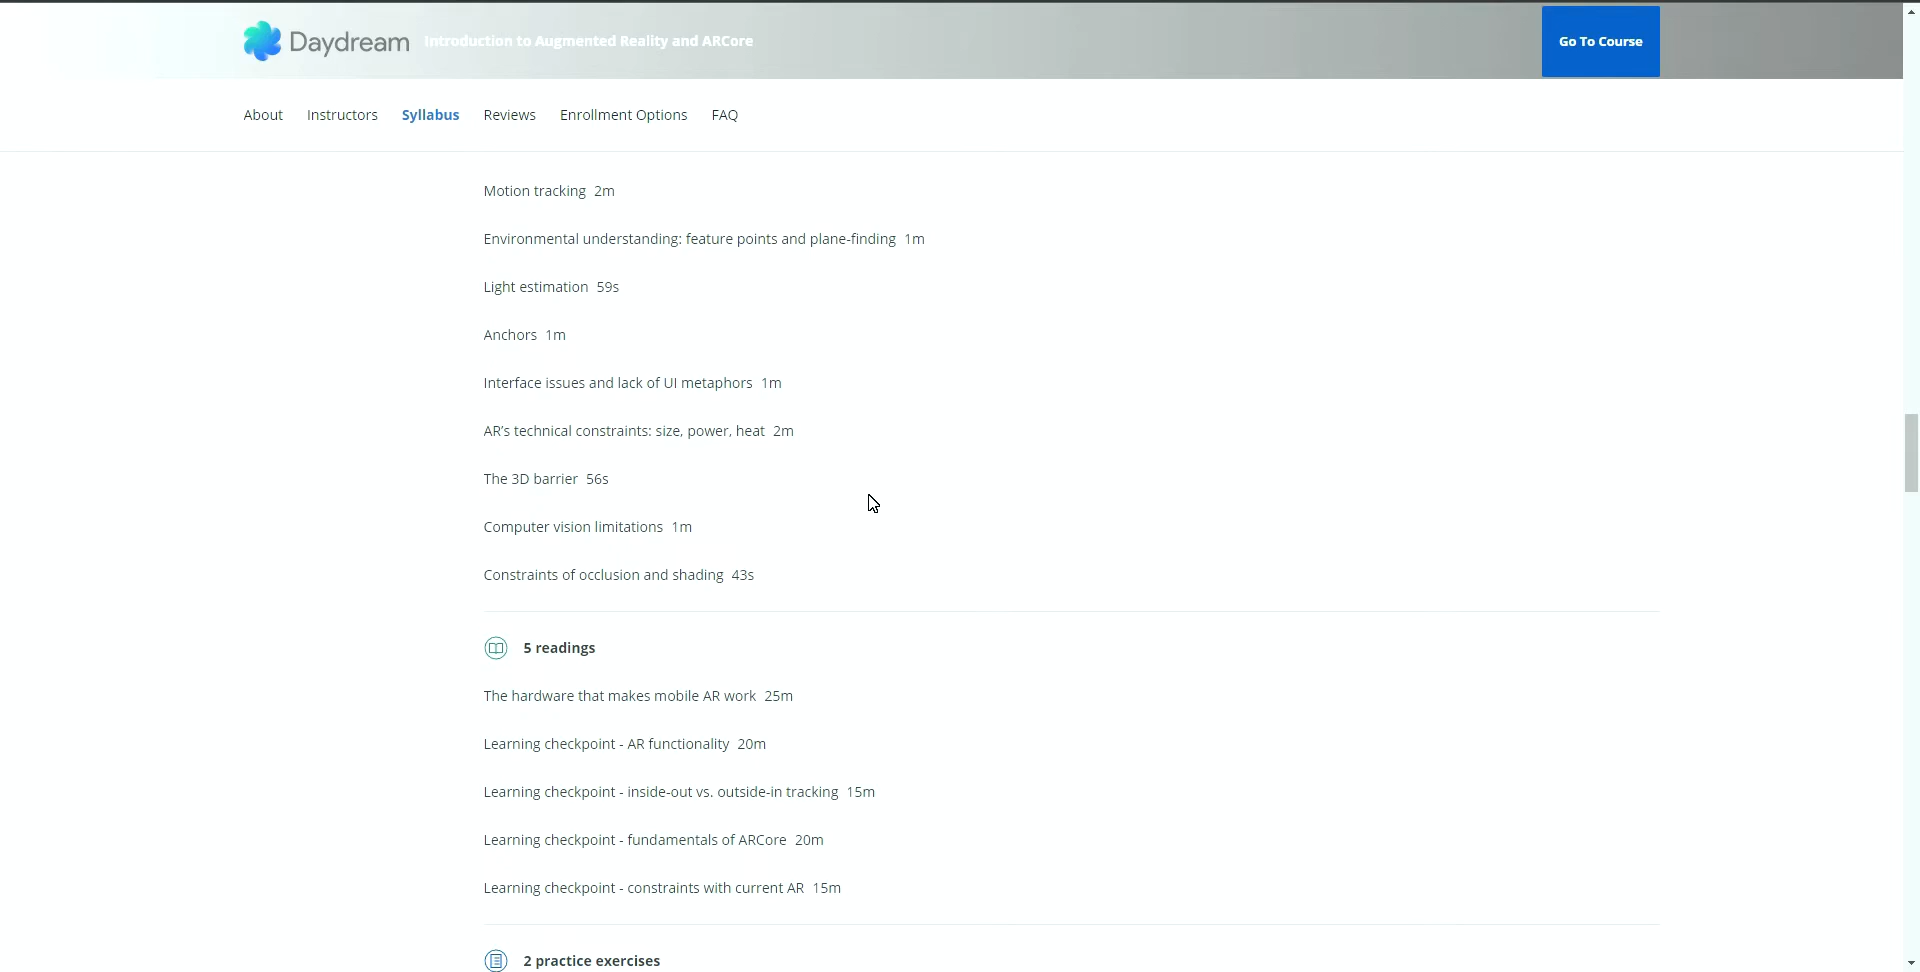 Daydream Introduction to Augmented Reality and ARCore
Go To Course
About Instructors Syllabus Reviews Enrollment Options FAQ
Motion tracking 2m
Environmental understanding: feature points and plane-finding 1m
Light estimation 59s
Anchors 1m
Interface issues and lack of UI metaphors 1m
AR's technical constraints: size, power, heat 2m
The 3D barrier 56s
Computer vision limitations 1m
Constraints of occlusion and shading 43s
5 readings
The hardware that makes mobile AR work 25m
Learning checkpoint - AR functionality 20m
Learning checkpoint - inside-out vs. outside-in tracking 15m
Learning checkpoint - fundamentals of ARCore 20m
Learning checkpoint - constraints with current AR 15m
2 practice exercises